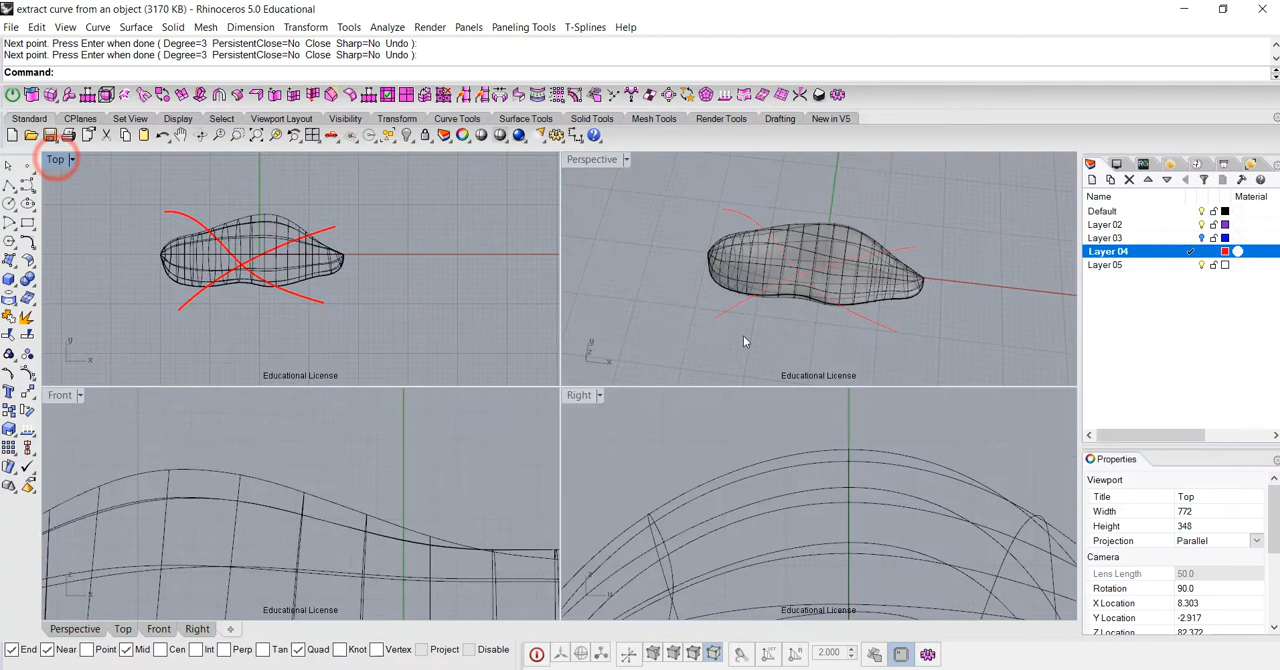 extract curve from an object (3170 KB) - Rhinoceros 5.0 Educational
File Edit View Curve Surface Solid Mesh Dimension Transform Tools Analyze Render Panels Paneling Tools T-Splines Help
Next point. Press Enter when done ( Degree=3 PersistentClose=No Close Sharp=No Undo ):
Next point. Press Enter when done ( Degree=3 PersistentClose=No Close Sharp=No Undo ):
Command:
Standard CPlanes Set View Display Select Viewport Layout Visibility Transform Curve Tools Surface Tools Solid Tools Mesh Tools Render Tools Drafting New in V5
Top
Perspective
y
x
Educational License
y
z
x
Educational License
Front
Right
z
x
Educational License
z
y
Educational License
Perspective Top Front Right
Name Material
Default
Layer 02
Layer 03
Layer 04
Layer 05
Properties
Viewport
Title Top
Width 772
Height 348
Projection Parallel
Camera
Lens Length 50.0
Rotation 90.0
X Location 8.303
Y Location -2.917
Z Location 82.372
End Near Point Mid Cen Int Perp Tan Quad Knot Vertex Project Disable
2.000